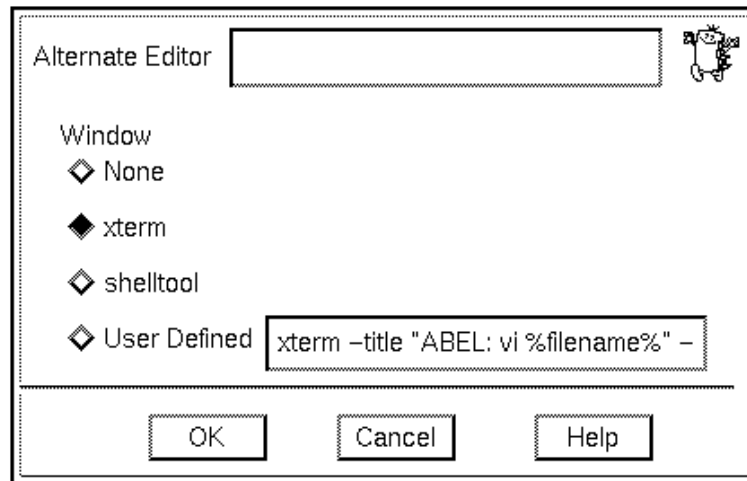 Alternate Editor
Window
None
xterm
shelltool
User Defined xterm –title "ABEL: vi %filename%" –
OK Cancel Help